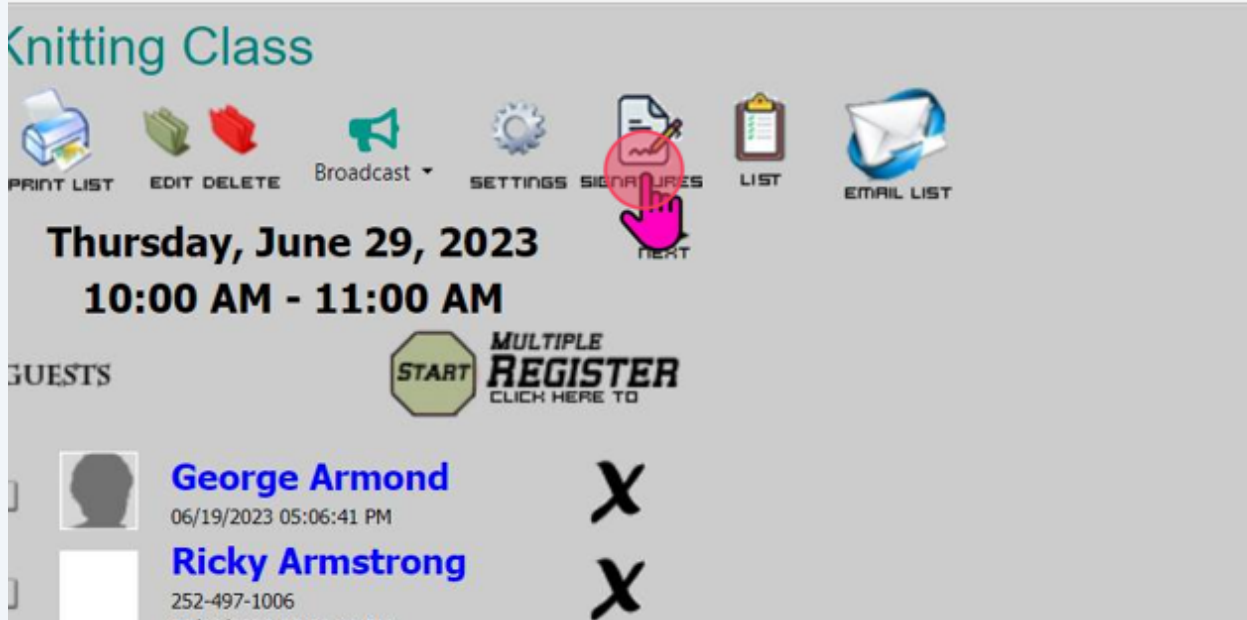 Knitting Class
PRINT LIST EDIT DELETE Broadcast SETTINGS SIGNATURES LIST EMAIL LIST
Thursday, June 29, 2023
NEXT
10:00 AM - 11:00 AM
GUESTS
START
MULTIPLE
REGISTER
CLICK HERE TO
George Armond
06/19/2023 05:06:41 PM
Ricky Armstrong
252-497-1006